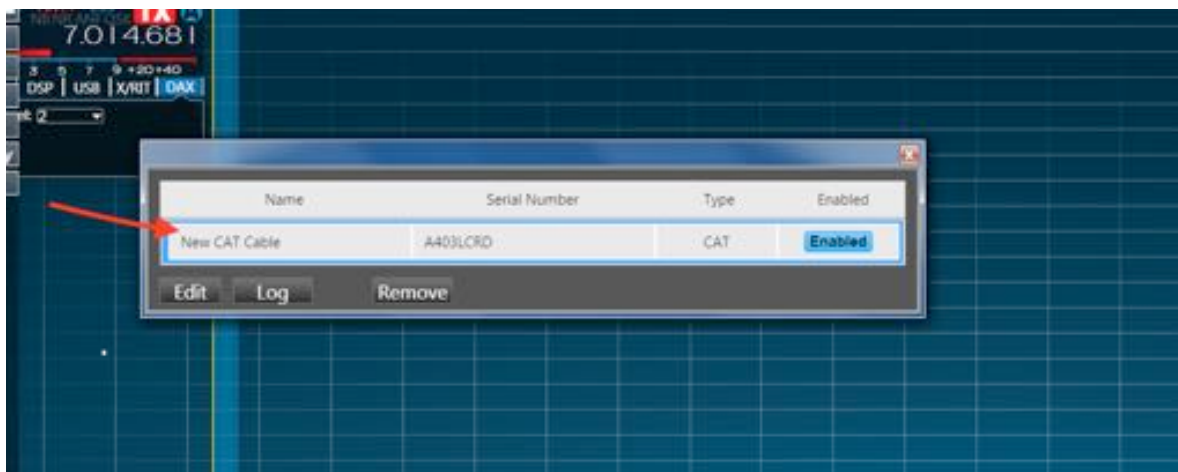 TX
7.014.681
3 5 7 9 +20 +40
DSP USB X/RIT DAX
2
Name Serial Number Type Enabled
New CAT Cable A403LCRD CAT Enabled
Edit Log Remove